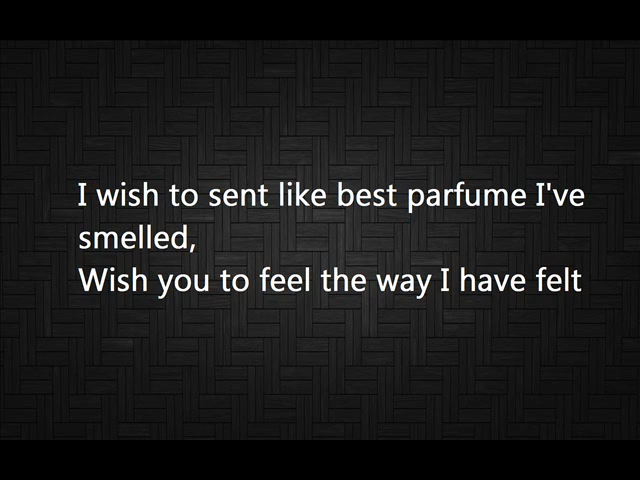 I wish to sent like best parfume I've
smelled,
Wish you to feel the way I have felt